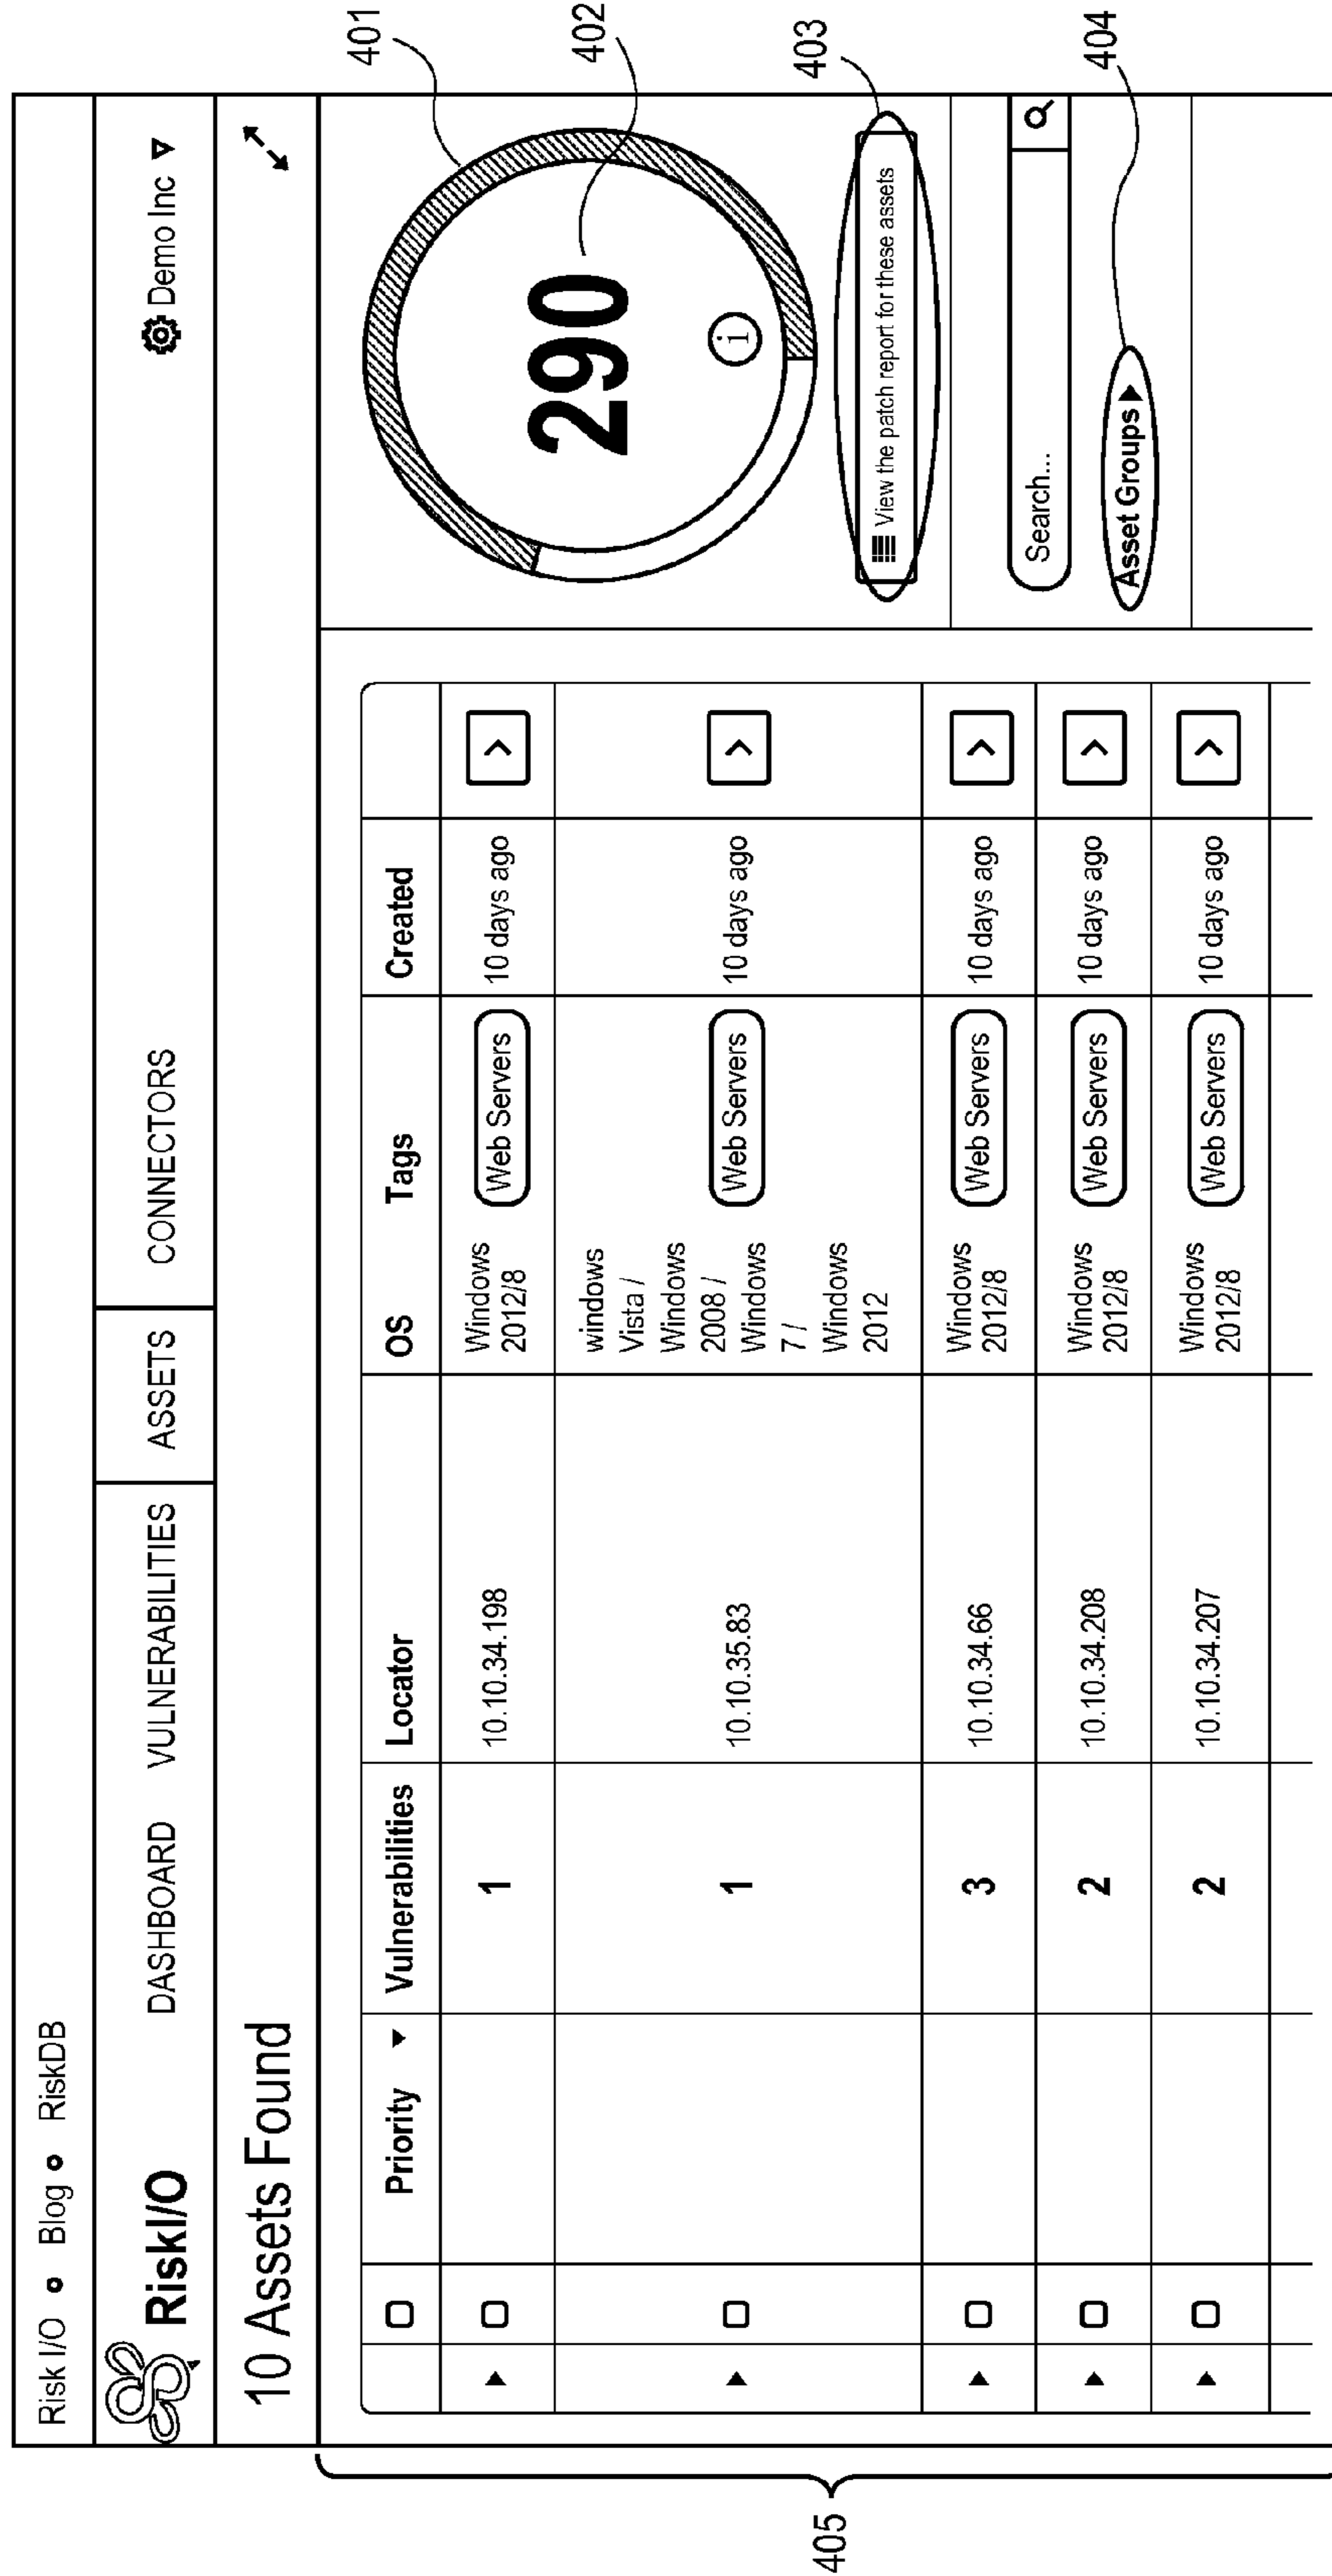 Risk I/O • Blog • RiskDB
RiskI/O DASHBOARD VULNERABILITIES ASSETS CONNECTORS Demo Inc
10 Assets Found
Priority Vulnerabilities Locator OS Tags Created
1 10.10.34.198 Windows 2012/8 Web Servers 10 days ago
1 10.10.35.83 windows Vista / Windows 2008 / Windows 7 / Windows 2012 Web Servers 10 days ago
3 10.10.34.66 Windows 2012/8 Web Servers 10 days ago
2 10.10.34.208 Windows 2012/8 Web Servers 10 days ago
2 10.10.34.207 Windows 2012/8 Web Servers 10 days ago
290
i
View the patch report for these assets
Search...
Asset Groups
401
402
403
404
405